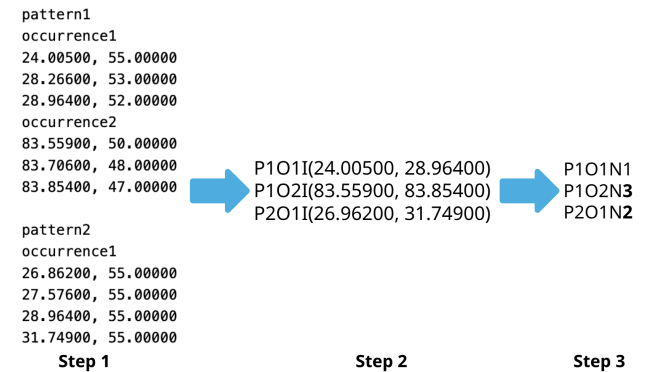 pattern1
occurrence1
24.00500, 55.00000
28.26600, 53.00000
28.96400, 52.00000
occurrence2
83.55900, 50.00000
83.70600, 48.00000
83.85400, 47.00000
pattern2
occurrence1
26.86200, 55.00000
27.57600, 55.00000
28.96400, 55.00000
31.74900, 55.00000
Step 1
P1O1I(24.00500, 28.96400)
P1O2I(83.55900, 83.85400)
P2O1I(26.96200, 31.74900)
Step 2
P1O1N1
P1O2N3
P2O1N2
Step 3